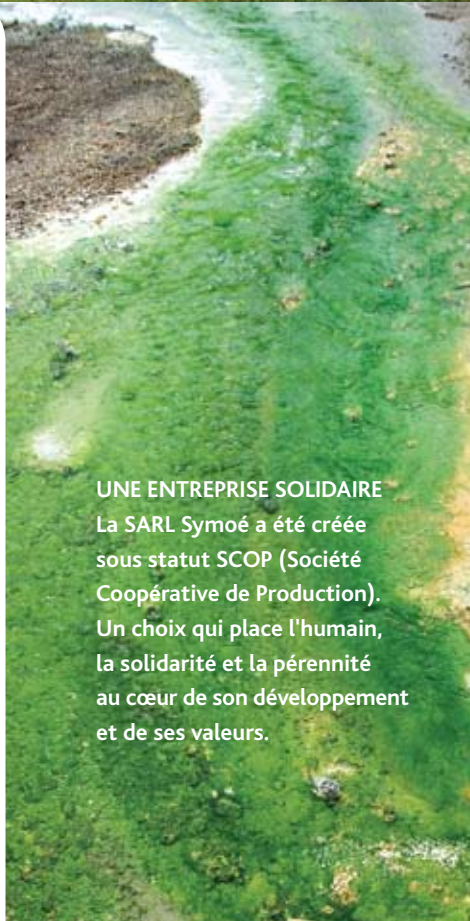 UNE ENTREPRISE SOLIDAIRE
La SARL Symoé a été créée
sous statut SCOP (Société
Coopérative de Production).
Un choix qui place l'humain,
la solidarité et la pérennité
au cœur de son développement
et de ses valeurs.